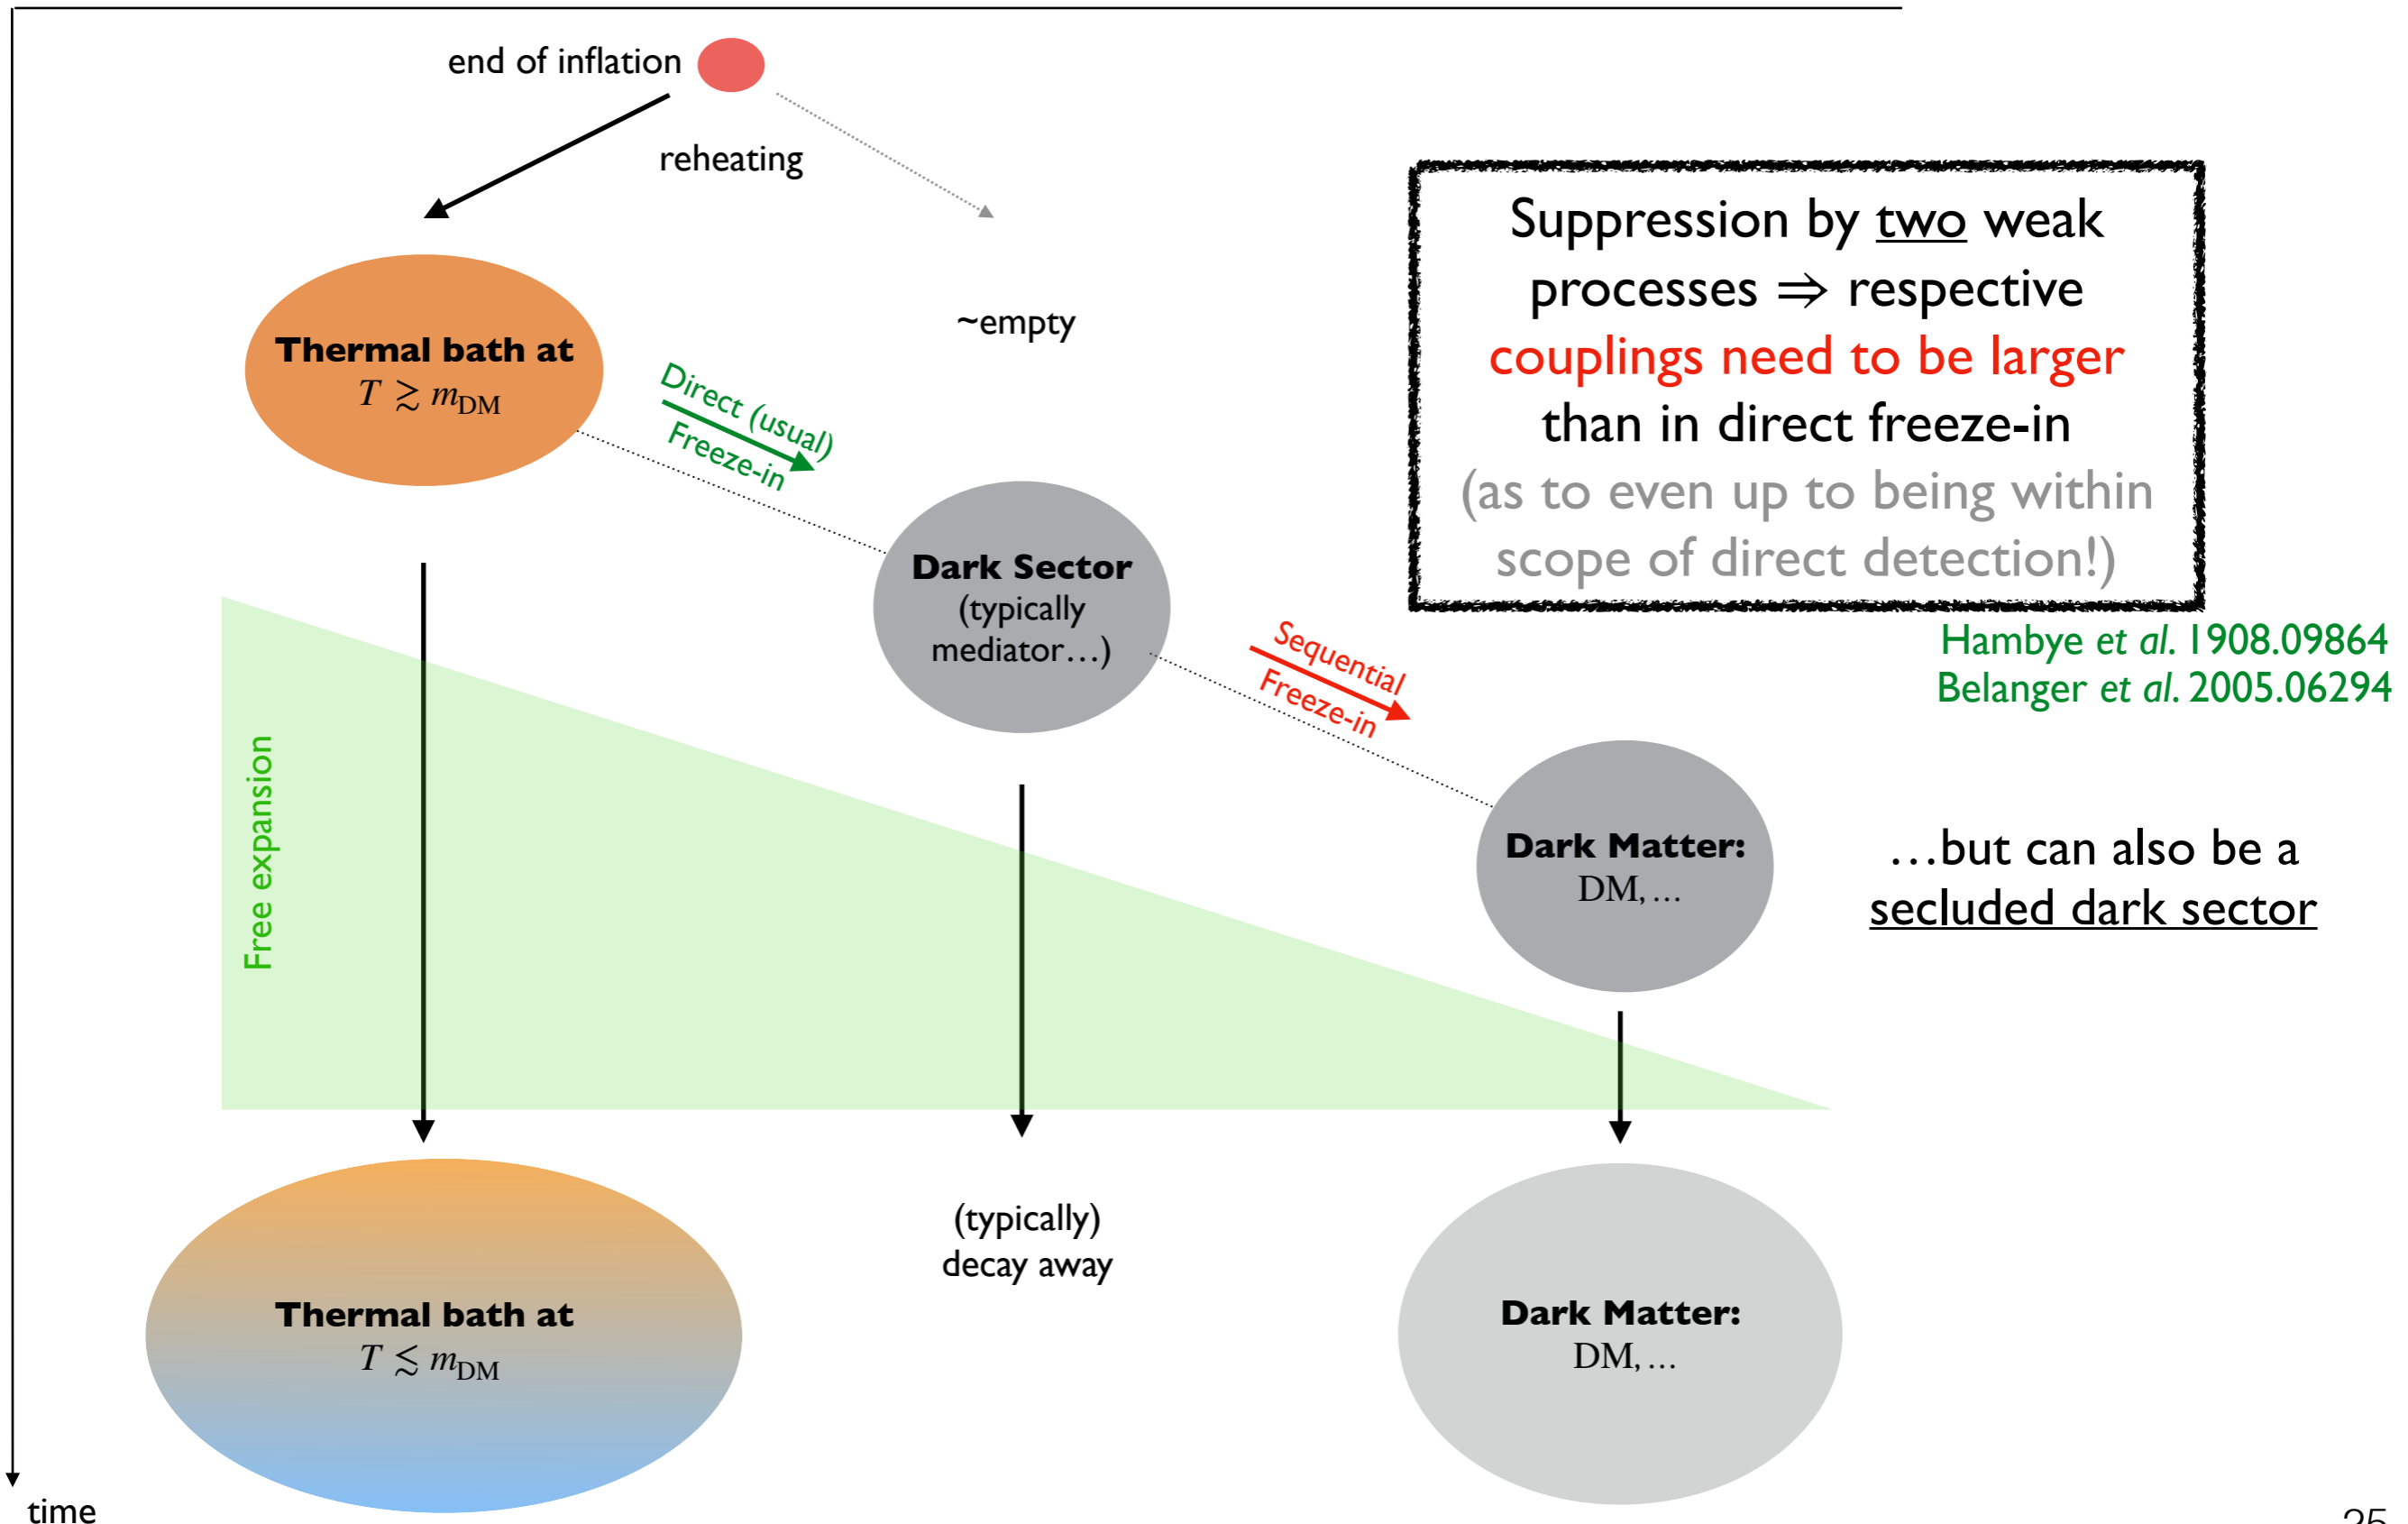 end of inflation
reheating
Thermal bath at
T ≳ m_DM
~empty
Direct (usual)
Freeze-in
Suppression by two weak
processes ⇒ respective
couplings need to be larger
than in direct freeze-in
(as to even up to being within
scope of direct detection!)
Hambye et al. 1908.09864
Belanger et al. 2005.06294
Dark Sector
(typically
mediator…)
Sequential
Freeze-in
Free expansion
Dark Matter:
DM, …
…but can also be a
secluded dark sector
(typically)
decay away
Thermal bath at
T ≲ m_DM
Dark Matter:
DM, …
time
25